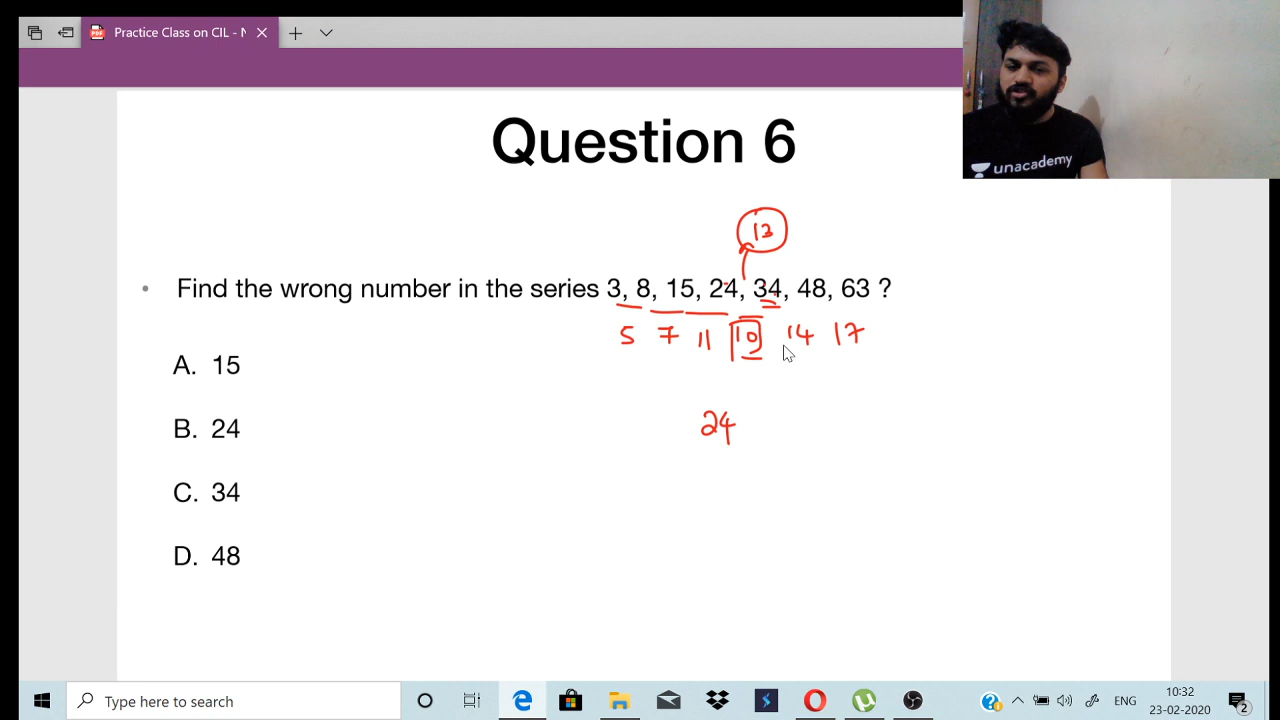 Practice Class on CIL - N
Question 6
unacademy
13
• Find the wrong number in the series 3, 8, 15, 24, 34, 48, 63 ?
5 7 11 10 14 17
A. 15
24
B. 24
C. 34
D. 48
Type here to search
ENG
10:32
23-02-2020
2